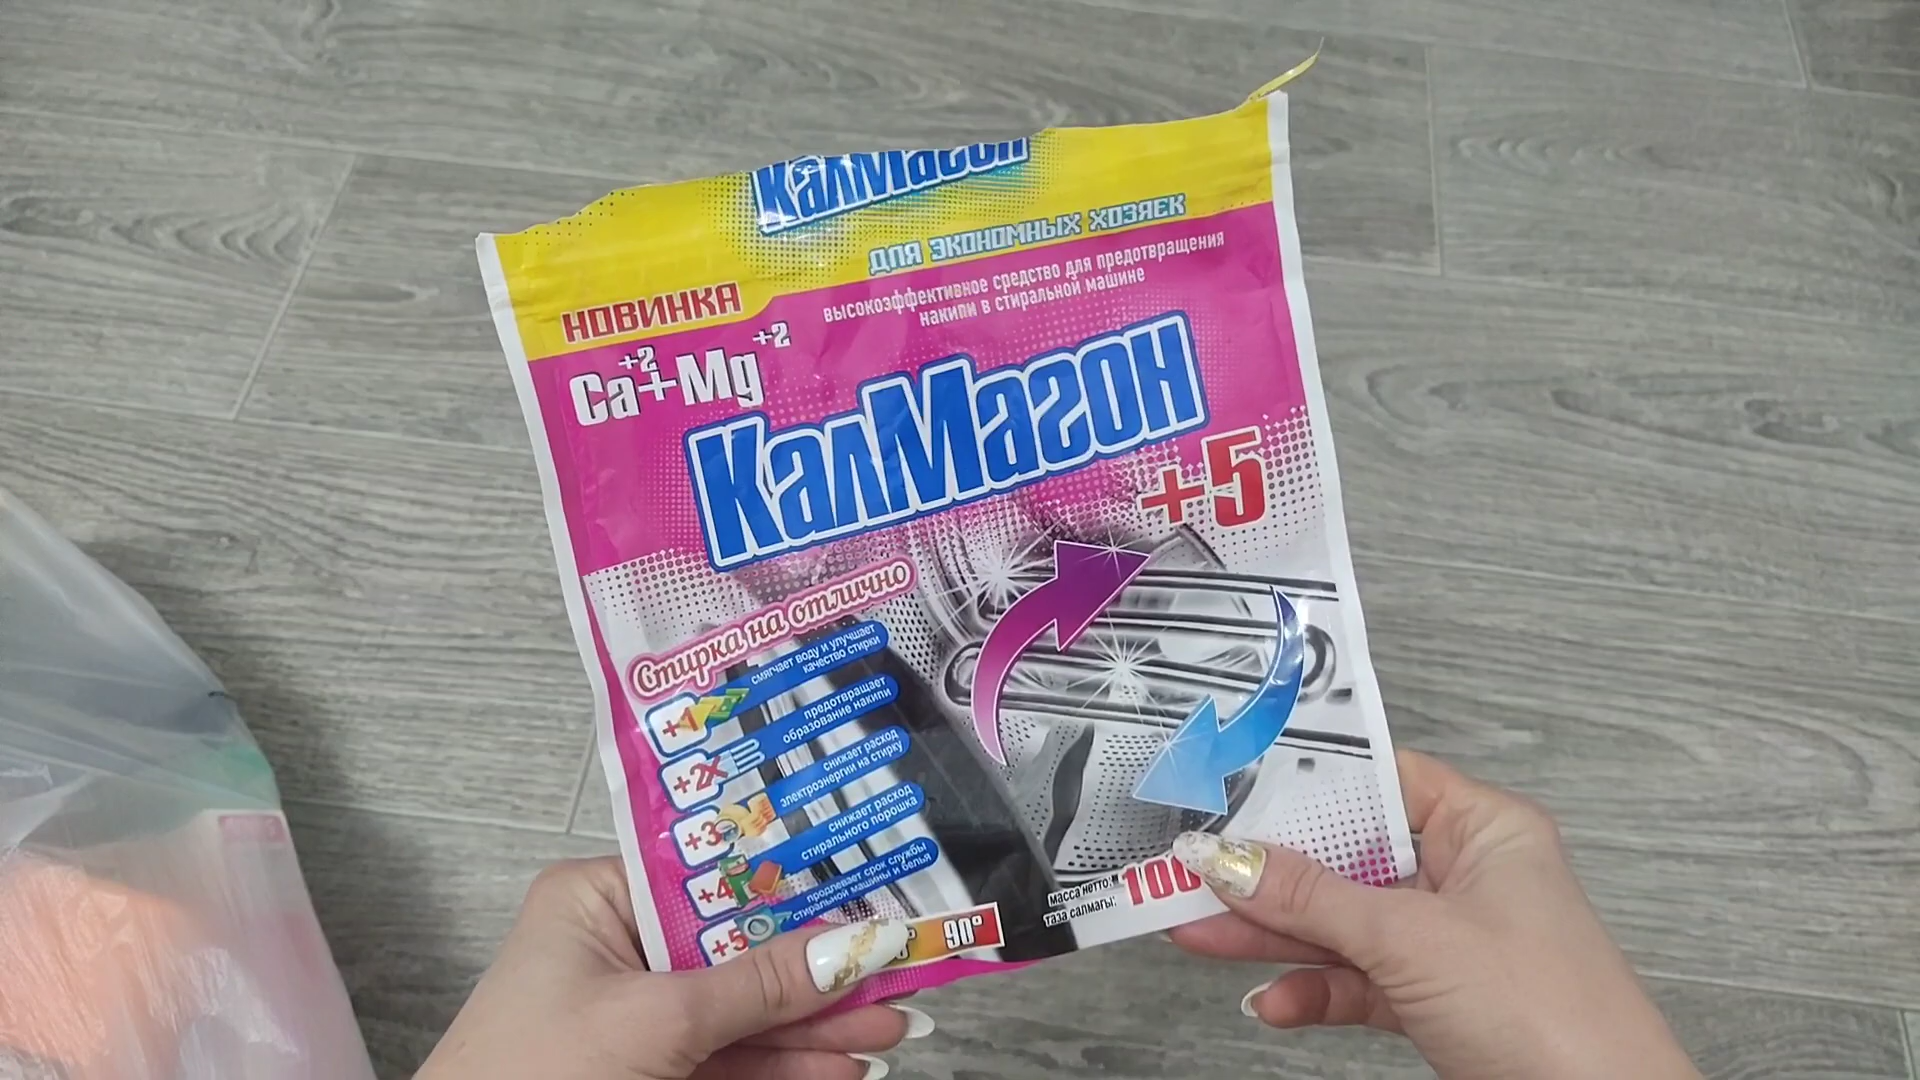 КалМагон
ДЛЯ ЭКОНОМНЫХ ХОЗЯЕК
НОВИНКА
ВЫСОКОЭФФЕКТИВНОЕ СРЕДСТВО ДЛЯ ПРЕДОТВРАЩЕНИЯ
НАКИПИ В СТИРАЛЬНОЙ МАШИНЕ
Ca+2+Mg+2
КалМагон
+5
Стирка на отлично
+1
смягчает воду и улучшает
качество стирки
+2
предотвращает
образование накипи
+3
снижает расход
электроэнергии на стирку
+4
снижает расход
стирального порошка
+5
продлевает срок службы
стиральной машины и белья
90°
масса нетто:
таза салмағы: